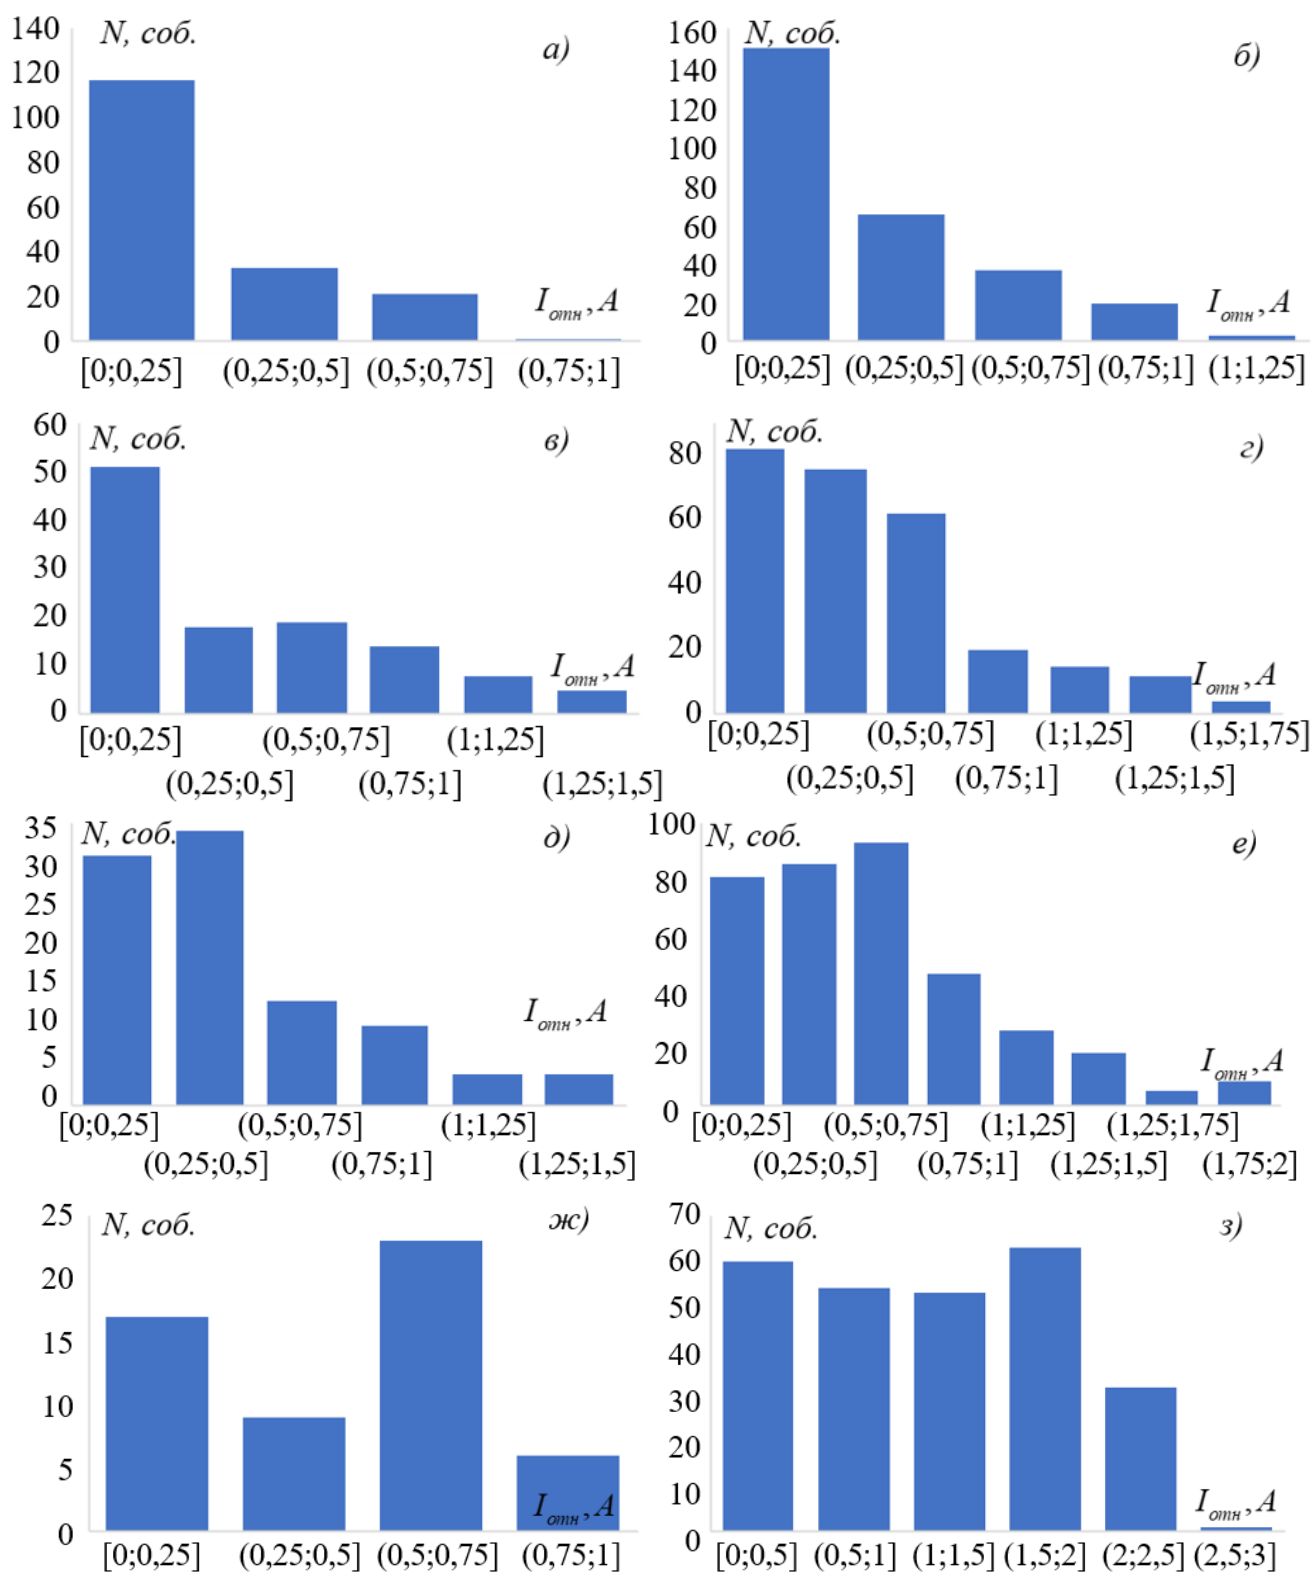 140
N, соб.
а)
120
100
80
60
40
20
0
Iотн, А
[0;0,25] (0,25;0,5] (0,5;0,75] (0,75;1]
160
N, соб.
б)
140
120
100
80
60
40
20
0
Iотн, А
[0;0,25] (0,25;0,5] (0,5;0,75] (0,75;1] (1;1,25]
60
N, соб.
в)
50
40
30
20
10
0
Iотн, А
[0;0,25] (0,5;0,75] (1;1,25]
(0,25;0,5] (0,75;1] (1,25;1,5]
N, соб.
г)
80
60
40
20
0
Iотн, А
[0;0,25] (0,5;0,75] (1;1,25] (1,5;1,75]
(0,25;0,5] (0,75;1] (1,25;1,5]
35
N, соб.
д)
30
25
20
15
10
5
0
Iотн, А
[0;0,25] (0,5;0,75] (1;1,25]
(0,25;0,5] (0,75;1] (1,25;1,5]
100
N, соб.
е)
80
60
40
20
0
Iотн, А
[0;0,25] (0,5;0,75] (1;1,25] (1,25;1,75]
(0,25;0,5] (0,75;1] (1,25;1,5] (1,75;2]
25
N, соб.
ж)
20
15
10
5
0
Iотн, А
[0;0,25] (0,25;0,5] (0,5;0,75] (0,75;1]
70
N, соб.
з)
60
50
40
30
20
10
0
Iотн, А
[0;0,5] (0,5;1] (1;1,5] (1,5;2] (2;2,5] (2,5;3]